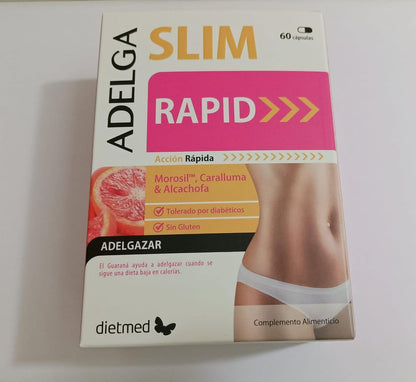 ADELGA
SLIM
60 cápsulas
RAPID
Acción Rápida
Morosil™, Caralluma
& Alcachofa
Tolerado por diabéticos
Sin Gluten
ADELGAZAR
El Guaraná ayuda a adelgazar cuando se
sigue una dieta baja en calorías.
dietmed
Complemento Alimenticio